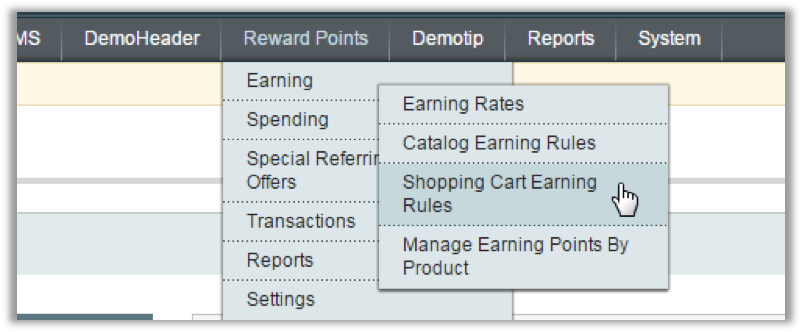 MS DemoHeader Reward Points Demotip Reports System
Earning
Spending
Special Referrin
Offers
Transactions
Reports
Settings
Earning Rates
Catalog Earning Rules
Shopping Cart Earning
Rules
Manage Earning Points By
Product